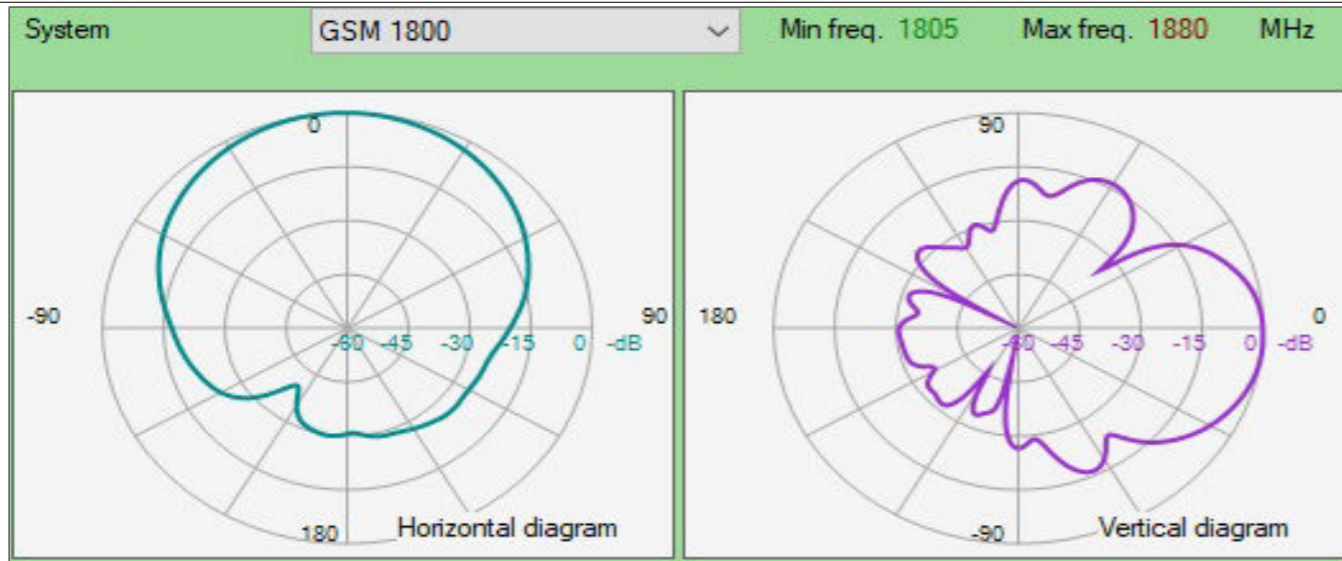 System GSM 1800 Min freq. 1805 Max freq. 1880 MHz
0
-90 90
-60 -45 -30 -15 0 -dB
180 Horizontal diagram
90
180 0
-60 -45 -30 -15 0 -dB
-90 Vertical diagram